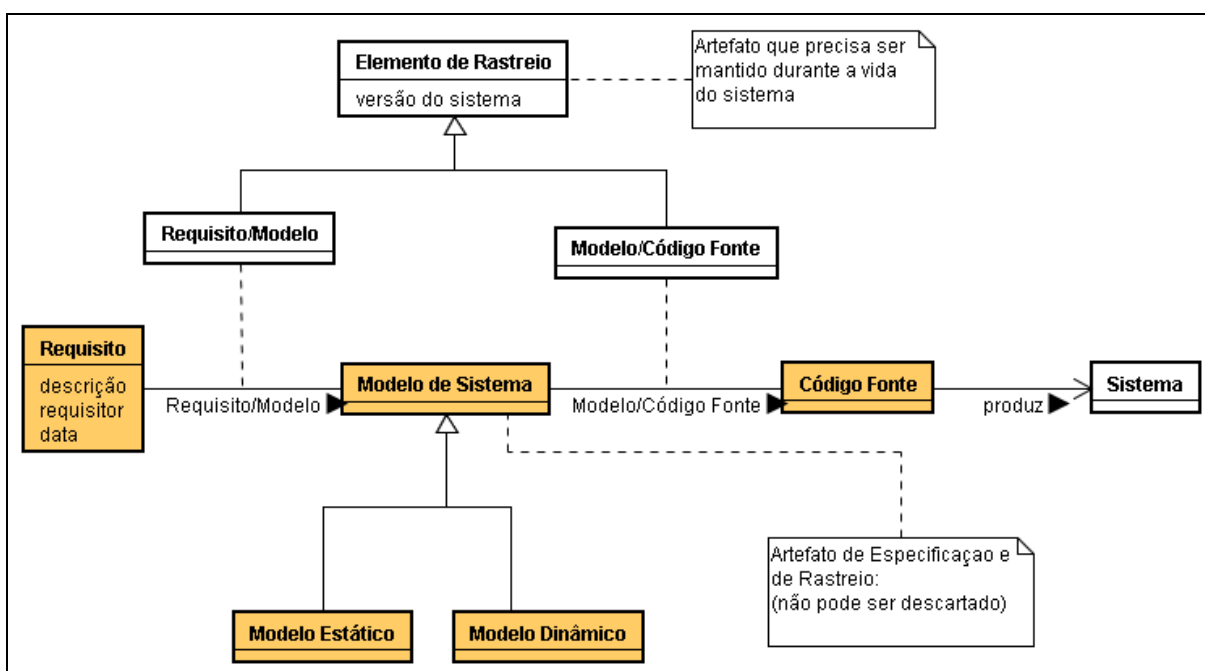 Elemento de Rastreio
versão do sistema
Artefato que precisa ser
mantido durante a vida
do sistema
Requisito/Modelo
Modelo/Código Fonte
Requisito
descrição
requisitor
data
Requisito/Modelo
Modelo de Sistema
Modelo/Código Fonte
Código Fonte
produz
Sistema
Artefato de Especificaçao e
de Rastreio:
(não pode ser descartado)
Modelo Estático
Modelo Dinâmico